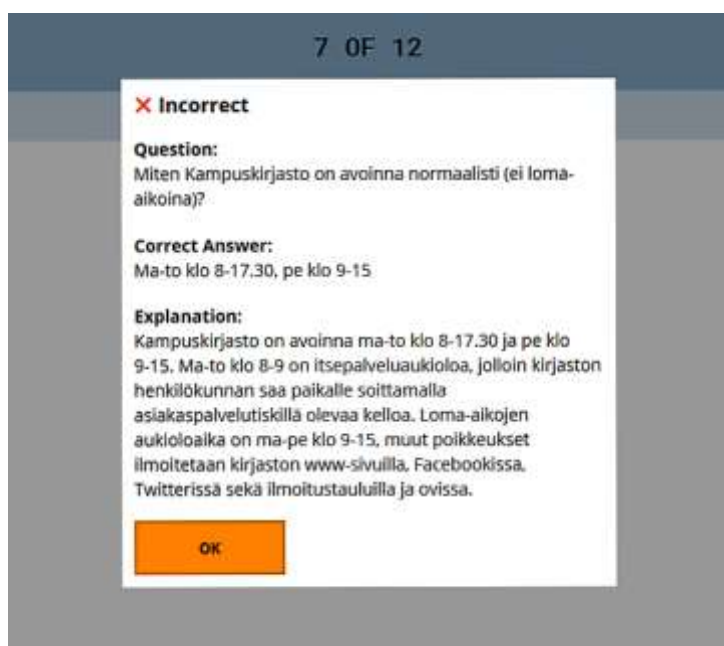 7 OF 12
✕ Incorrect
Question:
Miten Kampuskirjasto on avoinna normaalisti (ei loma-
aikoina)?
Correct Answer:
Ma-to klo 8-17.30, pe klo 9-15
Explanation:
Kampuskirjasto on avoinna ma-to klo 8-17.30 ja pe klo
9-15. Ma-to klo 8-9 on itsepalveluaukioloa, jolloin kirjaston
henkilökunnan saa paikalle soittamalla
asiakaspalvelutiskillä olevaa kelloa. Loma-aikojen
aukioloaika on ma-pe klo 9-15, muut poikkeukset
ilmoitetaan kirjaston www-sivuilla, Facebookissa,
Twitterissä sekä ilmoitustauluilla ja ovissa.
OK